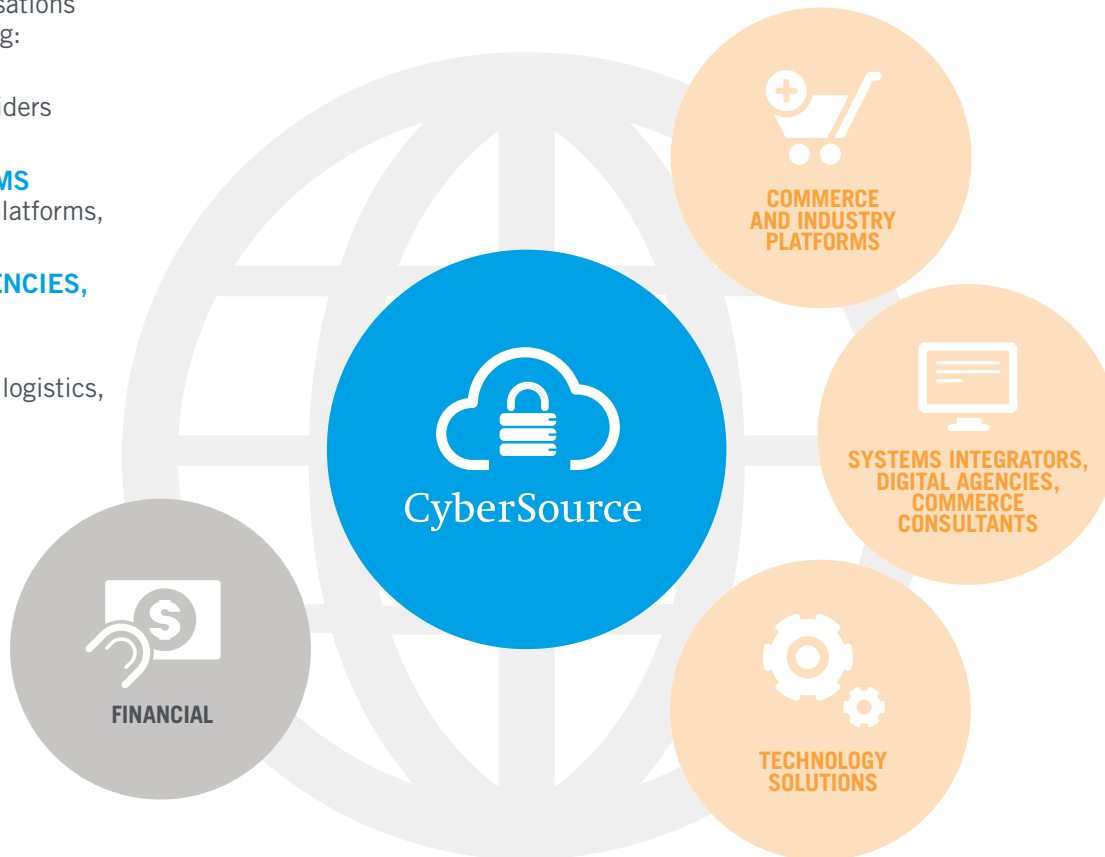 g:
iders
MS
latforms,
ENCIES,
logistics,
COMMERCE
AND INDUSTRY
PLATFORMS
CyberSource
SYSTEMS INTEGRATORS,
DIGITAL AGENCIES,
COMMERCE
CONSULTANTS
FINANCIAL
TECHNOLOGY
SOLUTIONS